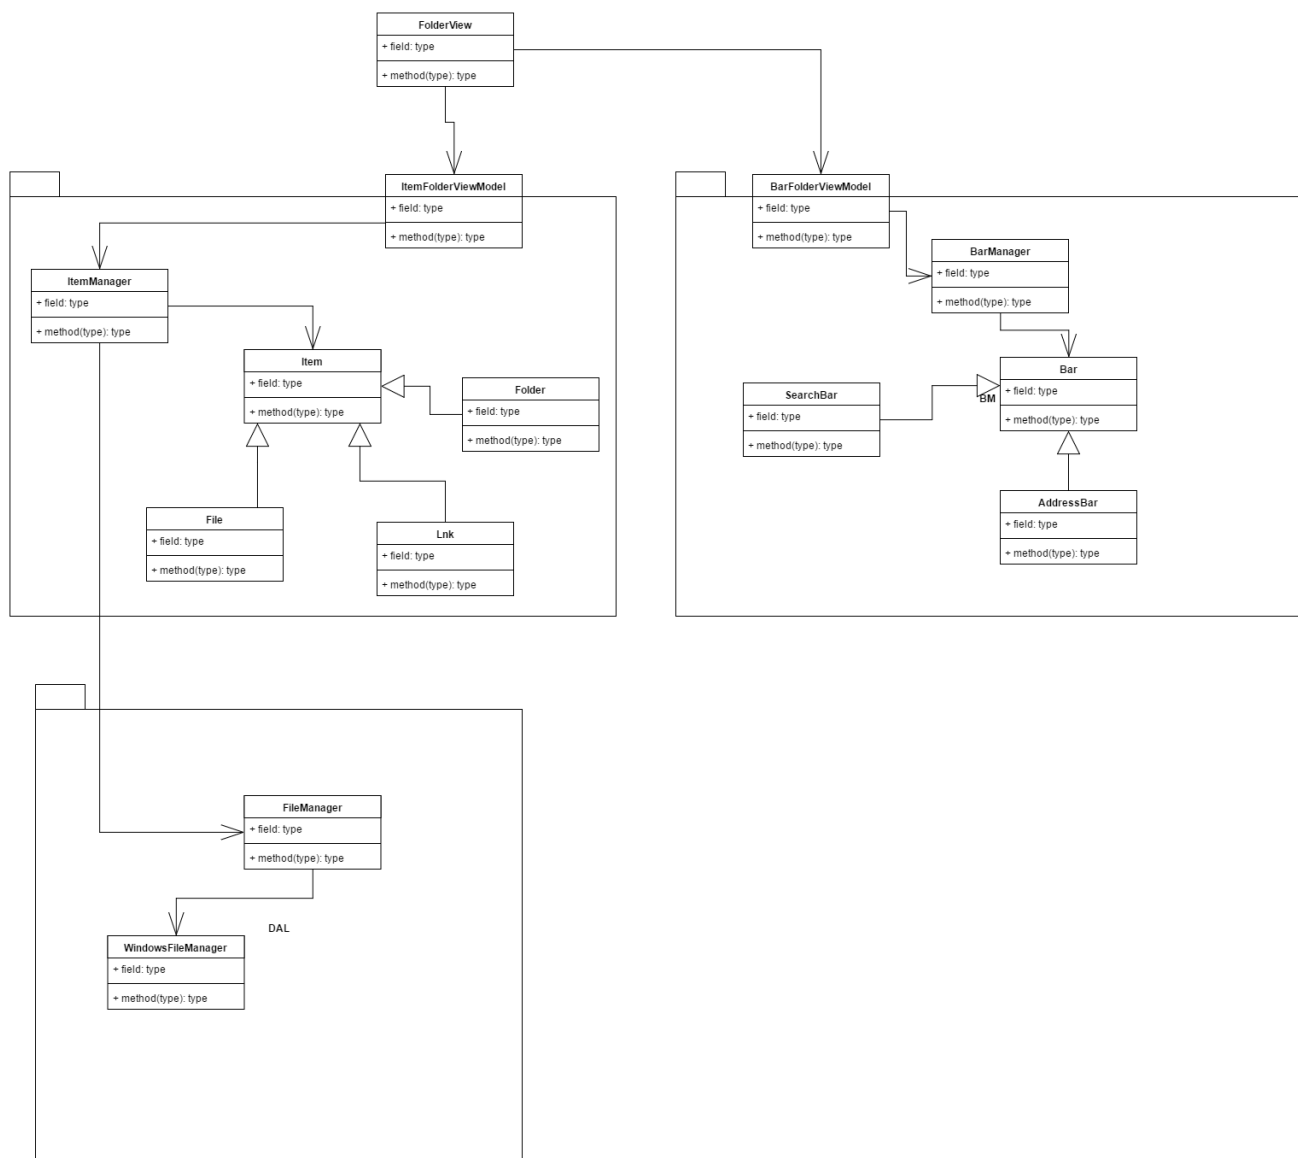 FolderView
+ field: type
+ method(type): type
ItemFolderViewModel
+ field: type
+ method(type): type
BarFolderViewModel
+ field: type
+ method(type): type
ItemManager
+ field: type
+ method(type): type
BarManager
+ field: type
+ method(type): type
Item
+ field: type
+ method(type): type
Folder
+ field: type
+ method(type): type
Bar
+ field: type
+ method(type): type
SearchBar
+ field: type
+ method(type): type
BM
File
+ field: type
+ method(type): type
Lnk
+ field: type
+ method(type): type
AddressBar
+ field: type
+ method(type): type
FileManager
+ field: type
+ method(type): type
DAL
WindowsFileManager
+ field: type
+ method(type): type